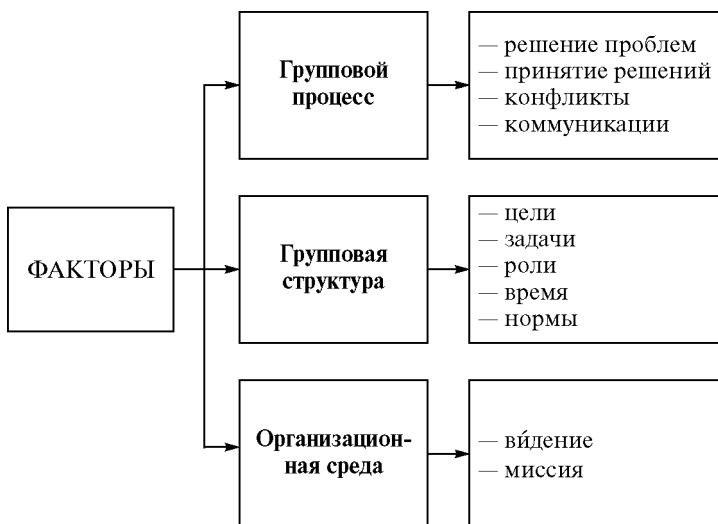 ФАКТОРЫ
Групповой
процесс
— решение проблем
— принятие решений
— конфликты
— коммуникации
Групповая
структура
— цели
— задачи
— роли
— время
— нормы
Организацион-
ная среда
— ви́дение
— миссия